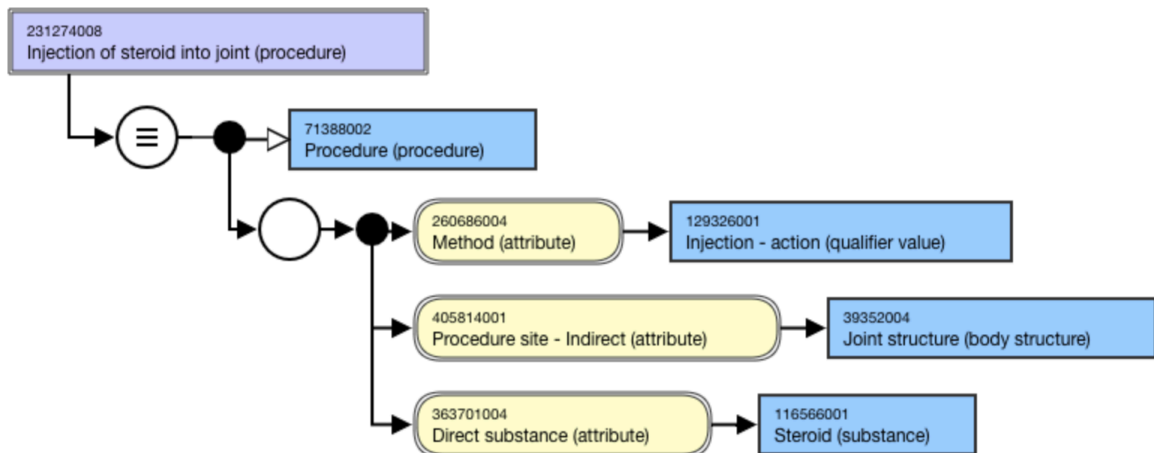 231274008
Injection of steroid into joint (procedure)
71388002
Procedure (procedure)
260686004
Method (attribute)
129326001
Injection - action (qualifier value)
405814001
Procedure site - Indirect (attribute)
39352004
Joint structure (body structure)
363701004
Direct substance (attribute)
116566001
Steroid (substance)